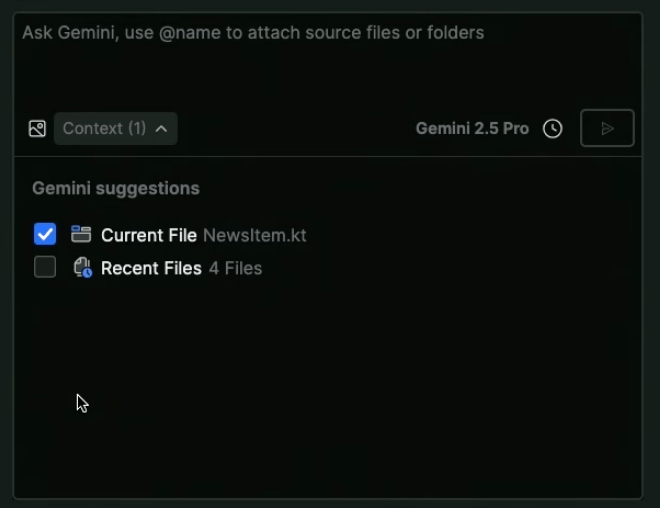 Ask Gemini, use @name to attach source files or folders
Context (1)
Gemini 2.5 Pro
Gemini suggestions
Current File NewsItem.kt
Recent Files 4 Files